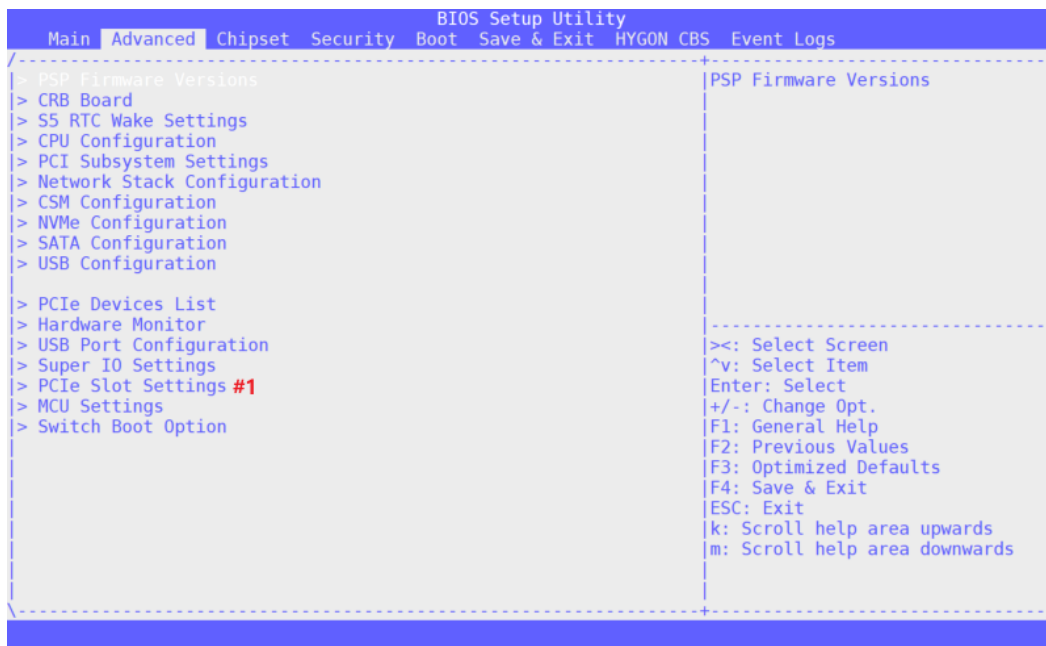 BIOS Setup Utility
Main Advanced Chipset Security Boot Save & Exit HYGON CBS Event Logs
> PSP Firmware Versions
> CRB Board
> S5 RTC Wake Settings
> CPU Configuration
> PCI Subsystem Settings
> Network Stack Configuration
> CSM Configuration
> NVMe Configuration
> SATA Configuration
> USB Configuration
> PCIe Devices List
> Hardware Monitor
> USB Port Configuration
> Super IO Settings
> PCIe Slot Settings #1
> MCU Settings
> Switch Boot Option
PSP Firmware Versions
><: Select Screen
^v: Select Item
Enter: Select
+/-: Change Opt.
F1: General Help
F2: Previous Values
F3: Optimized Defaults
F4: Save & Exit
ESC: Exit
k: Scroll help area upwards
m: Scroll help area downwards